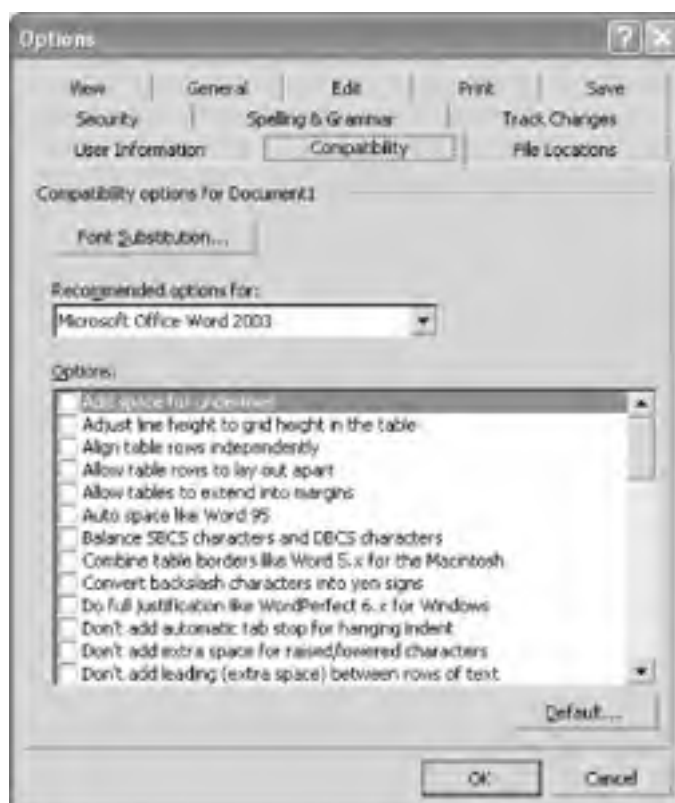 Options
View General Edit Print Save
Security Spelling & Grammar Track Changes
User Information Compatibility File Locations
Compatibility options for Document1
Font Substitution...
Recommended options for:
Microsoft Office Word 2003
Options:
Add space for underlines
Adjust line height to grid height in the table
Align table rows independently
Allow table rows to lay out apart
Allow tables to extend into margins
Auto space like Word 95
Balance SBCS characters and DBCS characters
Combine table borders like Word 5.x for the Macintosh
Convert backslash characters into yen signs
Do full justification like WordPerfect 6.x for Windows
Don't add automatic tab stop for hanging indent
Don't add extra space for raised/lowered characters
Don't add leading (extra space) between rows of text
Default...
OK Cancel